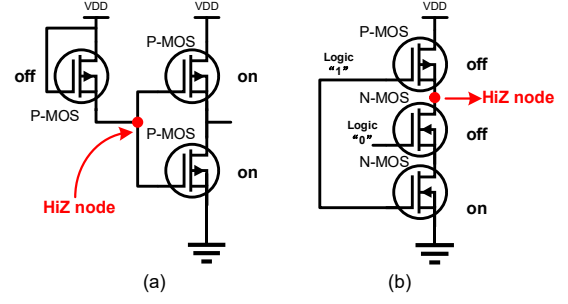 VDD
VDD
P-MOS
off
on
P-MOS
P-MOS
on
HiZ node
(a)
VDD
P-MOS
Logic
“1”
off
N-MOS
HiZ node
Logic
“0”
off
N-MOS
on
(b)